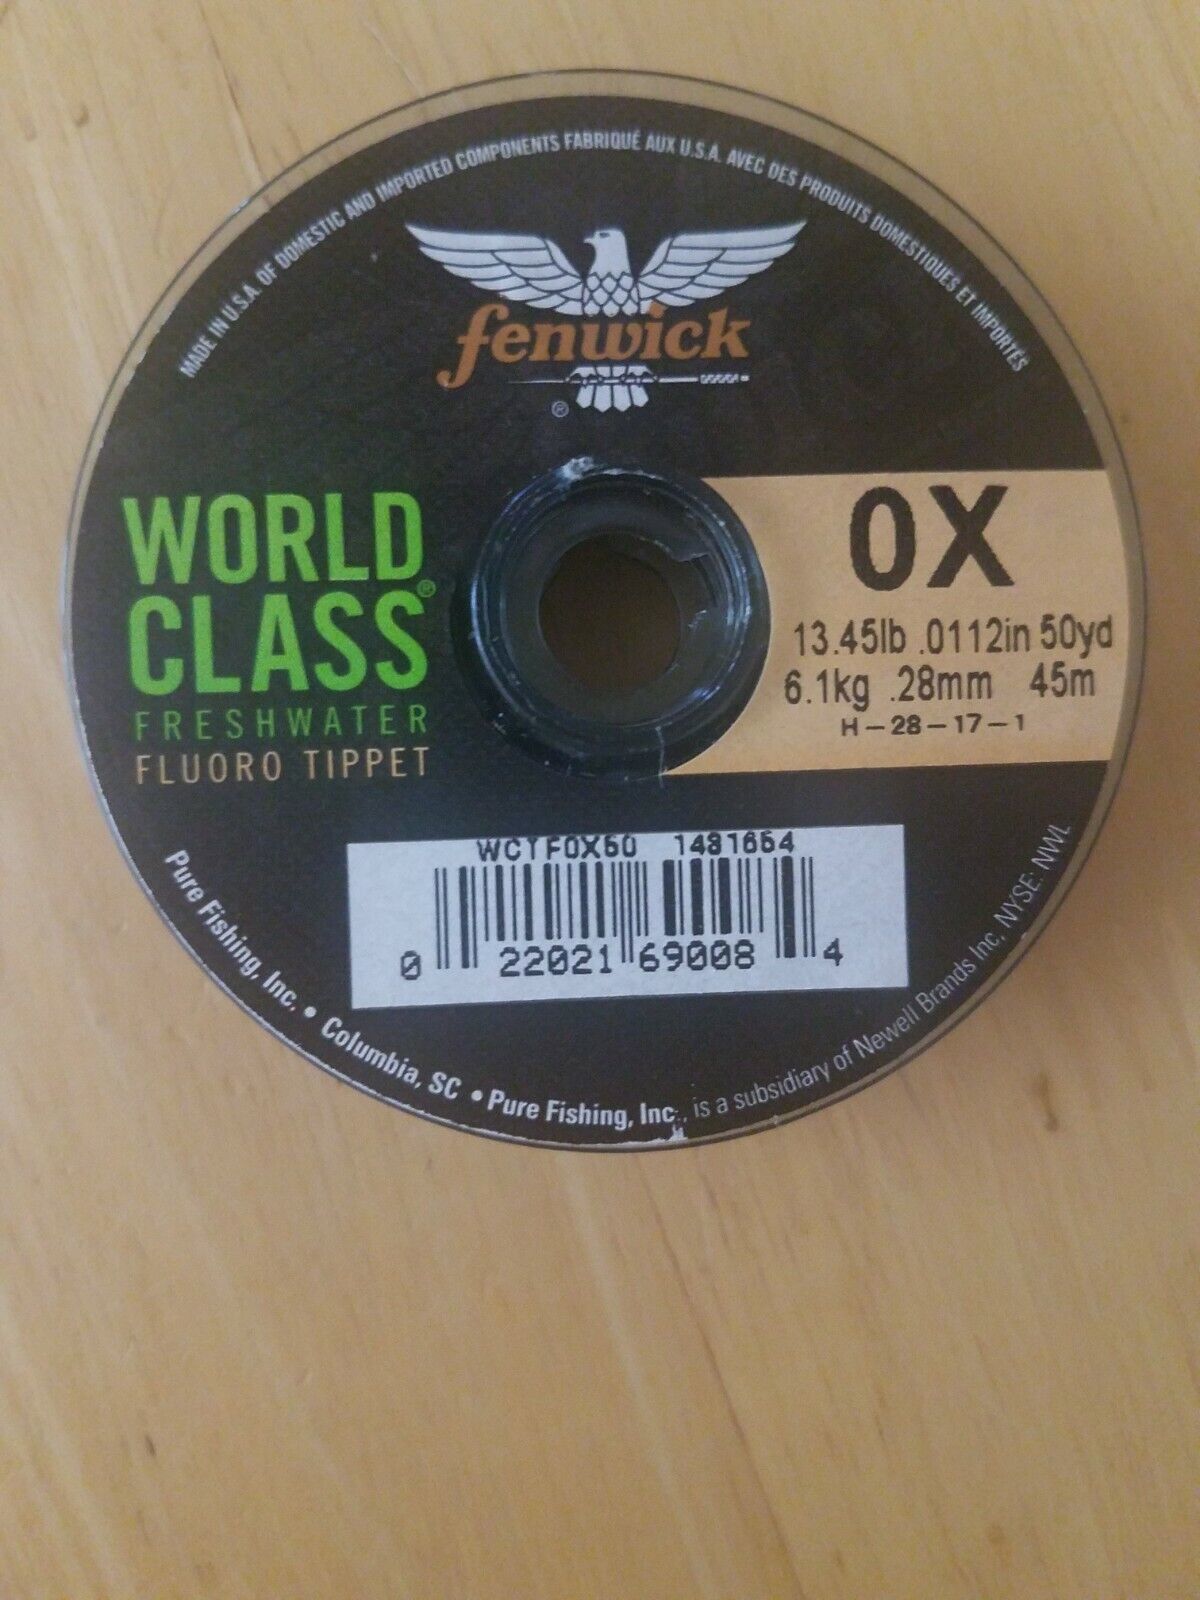 MADE IN U.S.A. OF DOMESTIC AND IMPORTED COMPONENTS FABRIQUÉ AUX U.S.A. AVEC DES PRODUITS DOMESTIQUES ET IMPORTÉS
fenwick
®
WORLD
CLASS®
FRESHWATER
FLUORO TIPPET
0X
13.45lb .0112in 50yd
6.1kg .28mm 45m
H-28-17-1
WCTF0X50 1481654
0 22021 69008 4
Pure Fishing, Inc. • Columbia, SC • Pure Fishing, Inc., is a subsidiary of Newell Brands Inc, NYSE: NWL